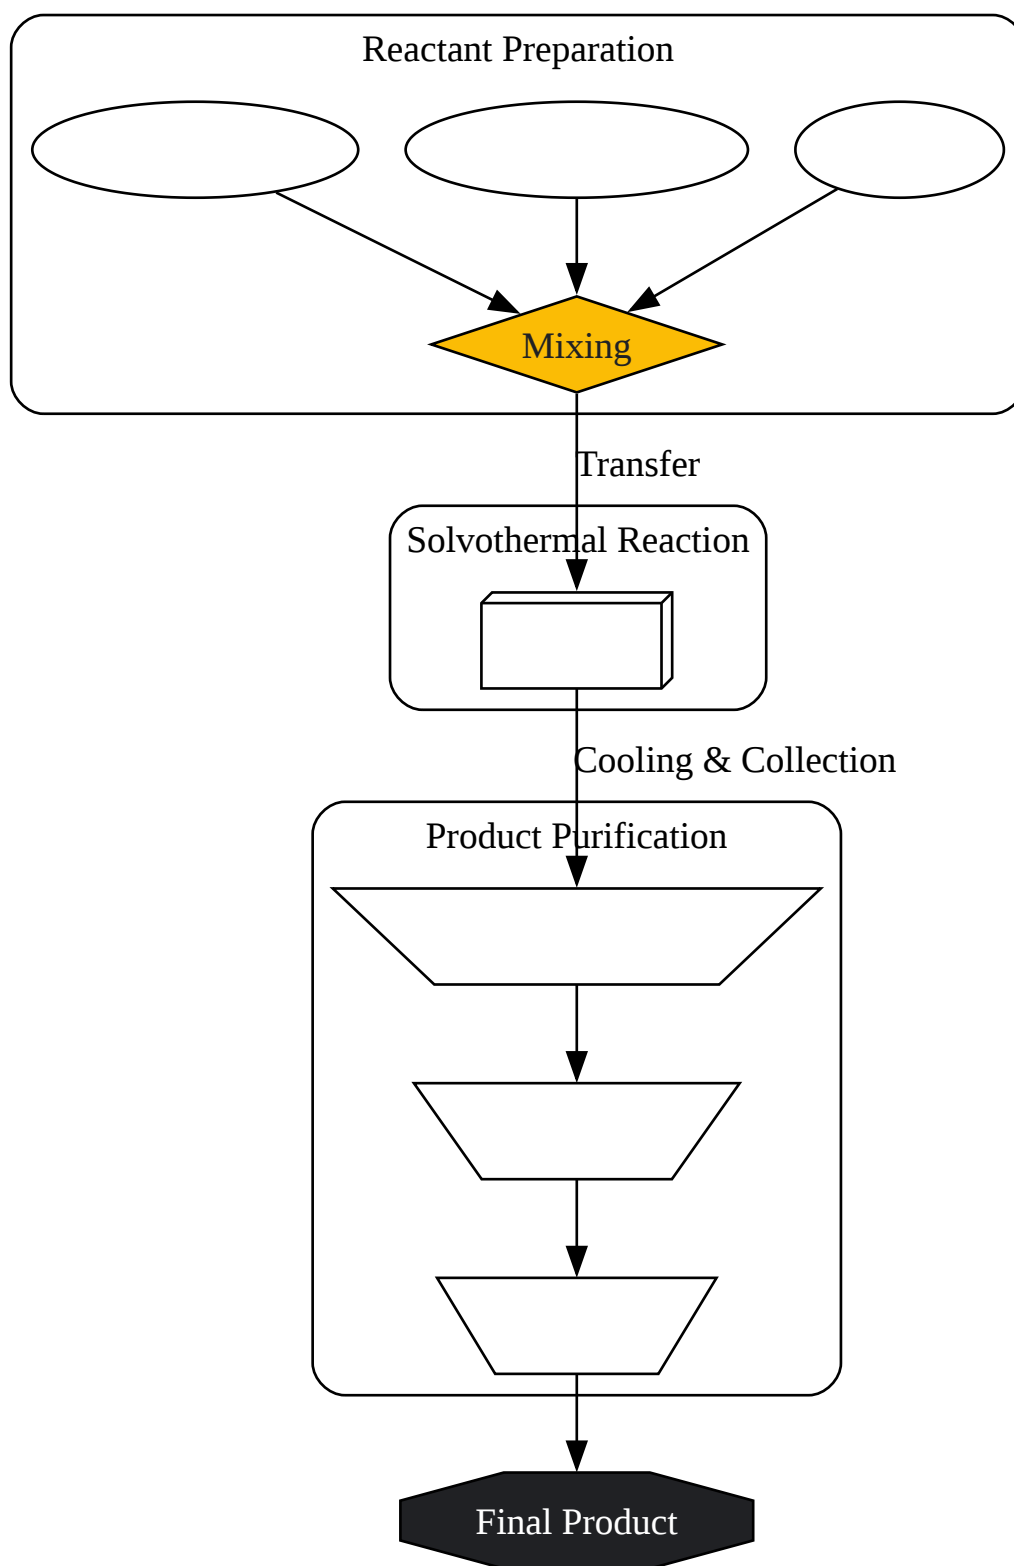 Reactant Preparation
Mixing
Transfer
Solvothermal Reaction
Cooling & Collection
Product Purification
Final Product